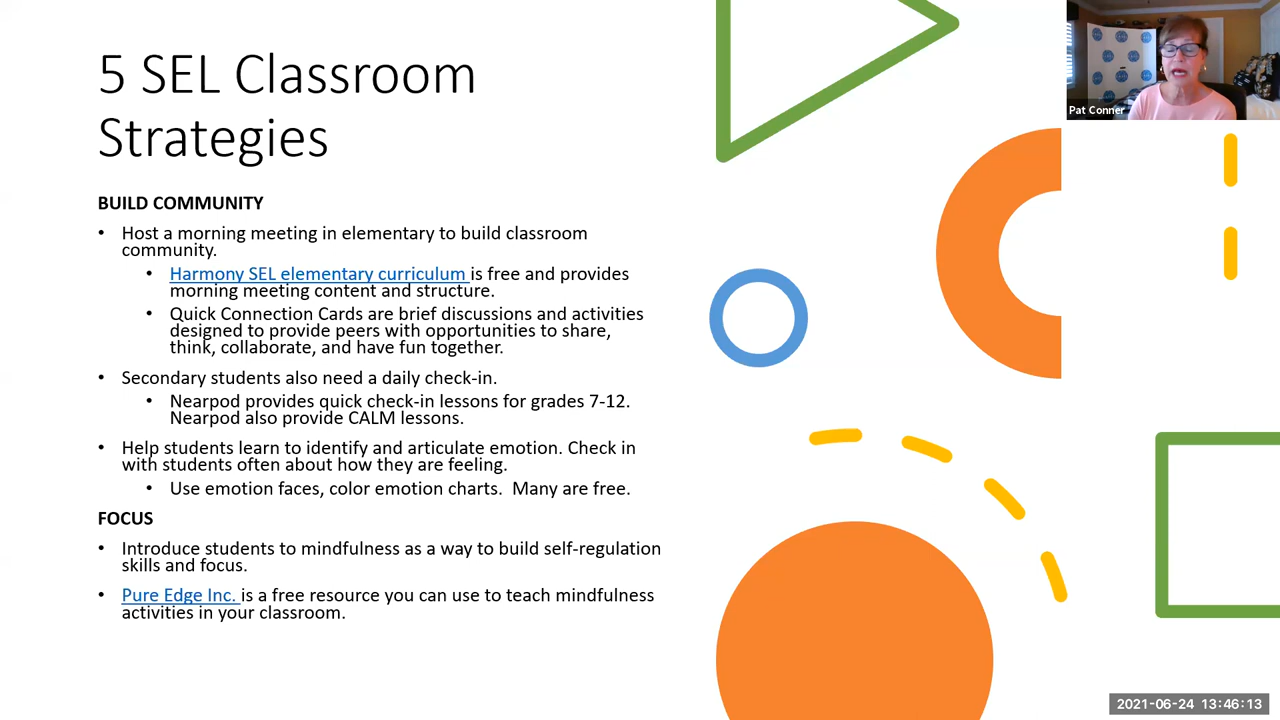 5 SEL Classroom
Strategies
BUILD COMMUNITY
• Host a morning meeting in elementary to build classroom
community.
• Harmony SEL elementary curriculum is free and provides
morning meeting content and structure.
• Quick Connection Cards are brief discussions and activities
designed to provide peers with opportunities to share,
think, collaborate, and have fun together.
• Secondary students also need a daily check-in.
• Nearpod provides quick check-in lessons for grades 7-12.
Nearpod also provide CALM lessons.
• Help students learn to identify and articulate emotion. Check in
with students often about how they are feeling.
• Use emotion faces, color emotion charts.  Many are free.
FOCUS
• Introduce students to mindfulness as a way to build self-regulation
skills and focus.
• Pure Edge Inc. is a free resource you can use to teach mindfulness
activities in your classroom.
Pat Conner
2021-06-24 13:46:13